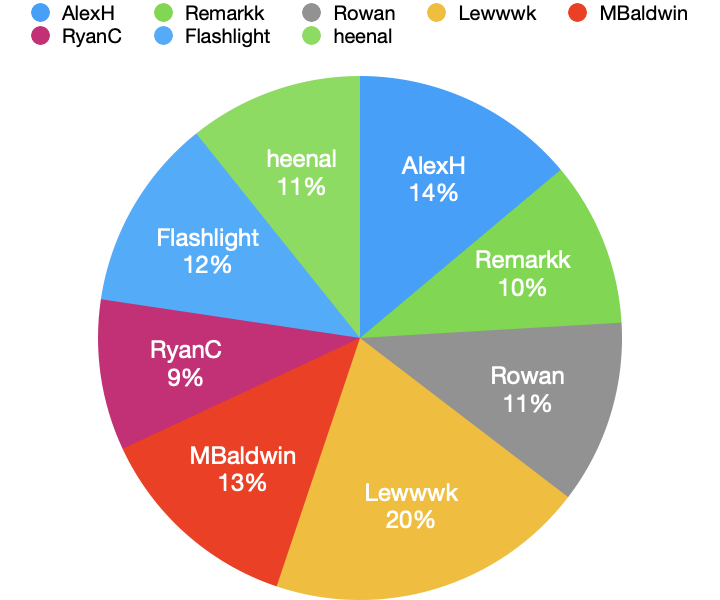 AlexH
Remarkk
Rowan
Lewwwk
MBaldwin
RyanC
Flashlight
heenal
heenal
11%
AlexH
14%
Flashlight
12%
Remarkk
10%
RyanC
9%
Rowan
11%
MBaldwin
13%
Lewwwk
20%